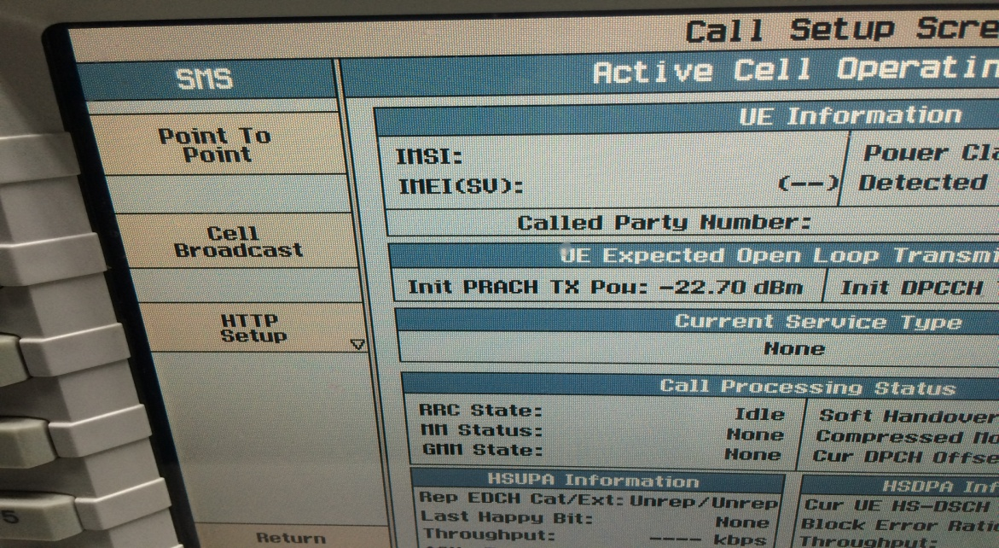 Call Setup Scre
SMS
Active Cell Operatin
Point To
Point
Cell
Broadcast
HTTP
Setup
Return
UE Information
IMSI:
Power Cla
IMEI(SV): (--)
Detected
Called Party Number:
UE Expected Open Loop Transmi
Init PRACH TX Pow: -22.70 dBm
Init DPCCH
Current Service Type
None
Call Processing Status
RRC State: Idle
MM Status: None
GMM State: None
Soft Handover
Compressed Mo
Cur DPCH Offse
HSUPA Information
Rep EDCH Cat/Ext: Unrep/Unrep
Last Happy Bit: None
Throughput: ---- kbps
HSDPA Inf
Cur UE HS-DSCH
Block Error Rati
Throughput:
5